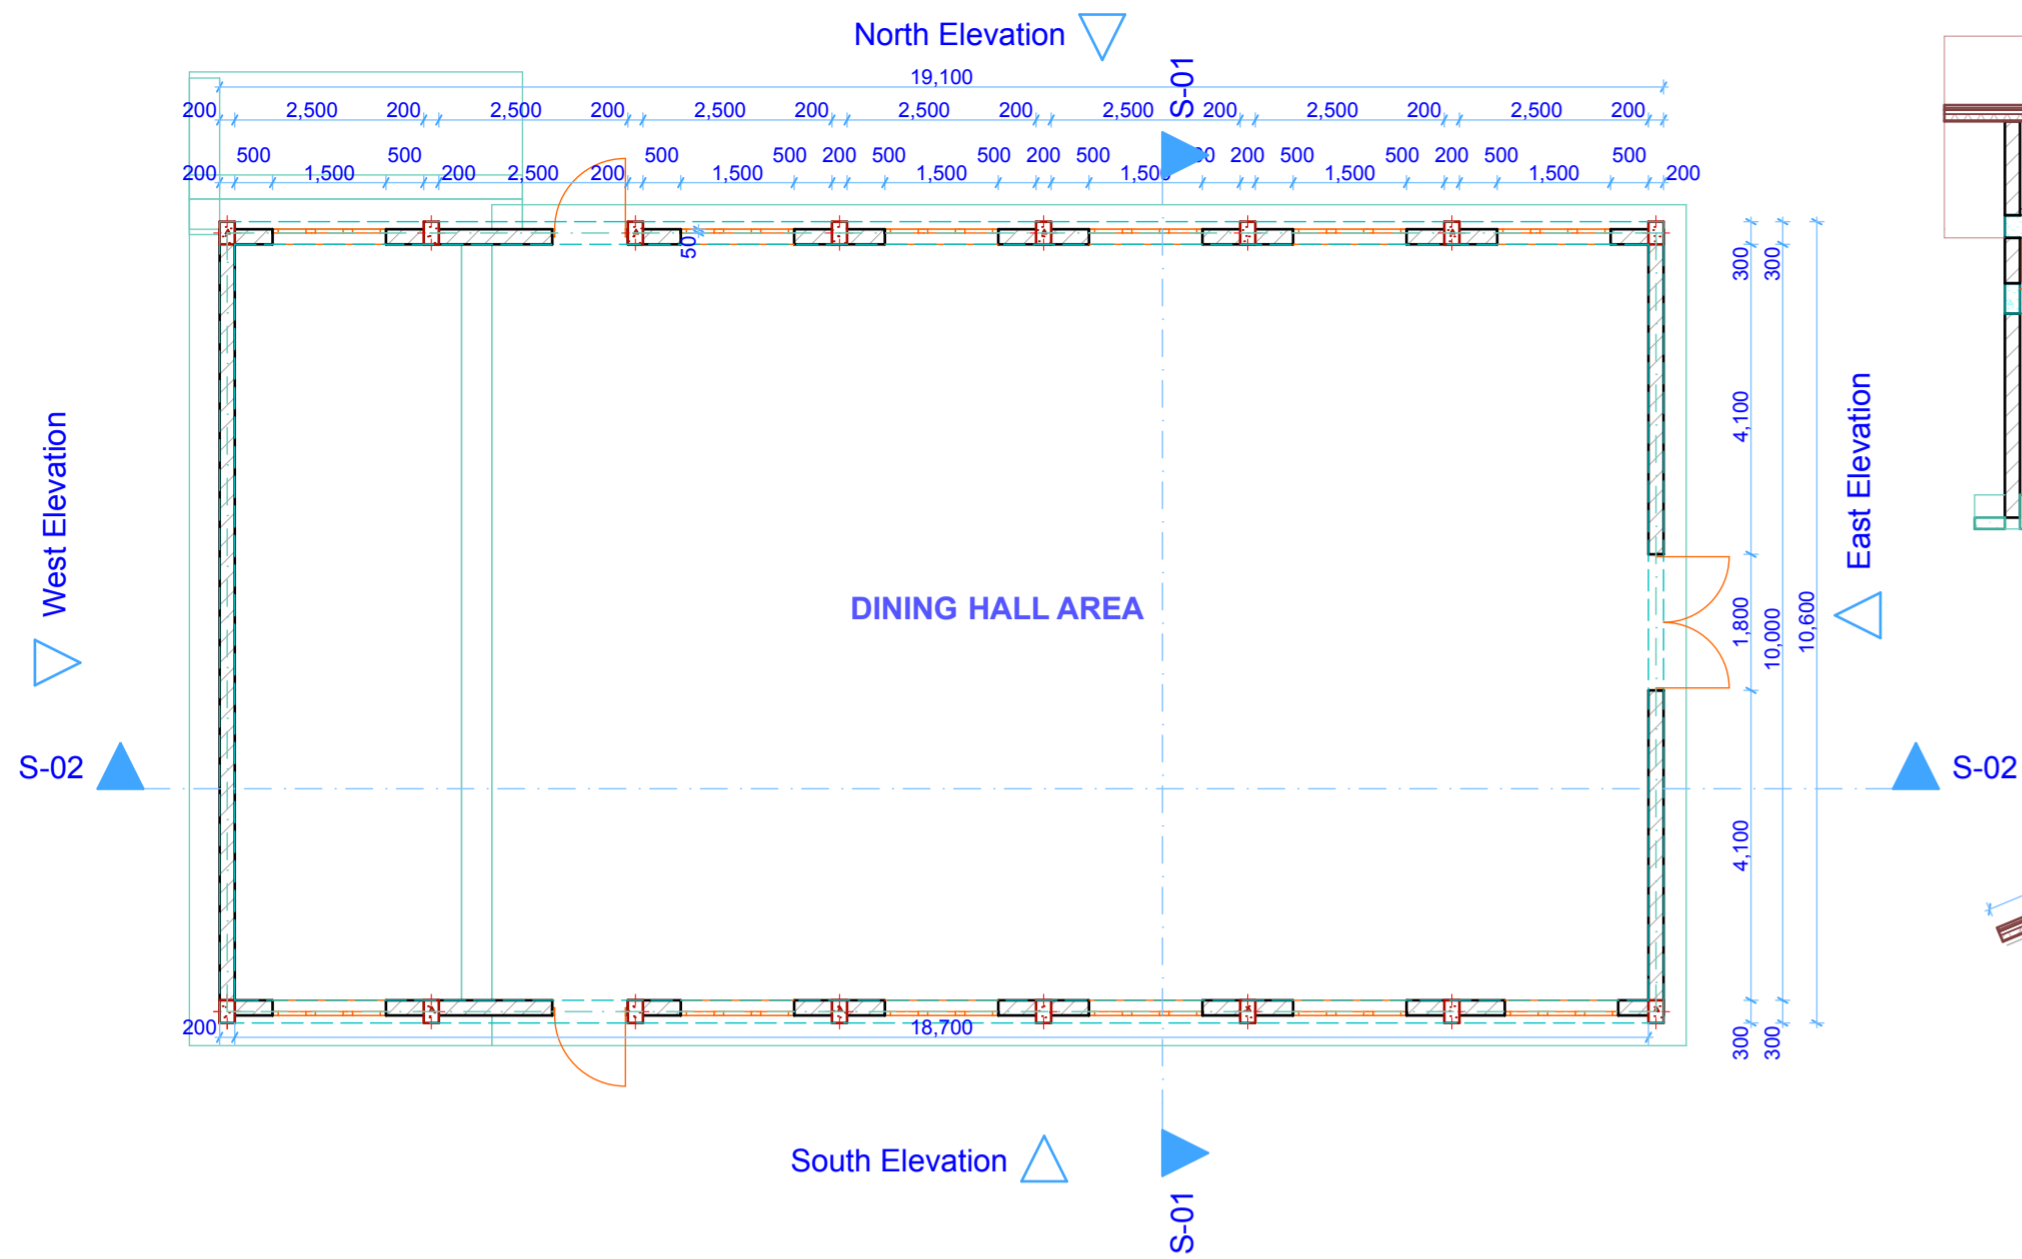 North Elevation
S-01
19,100
200 2,500 200 2,500 200 2,500 200 2,500 200 2,500 200 2,500 200 2,500 200
500 500 500 500 200 500 500 200 500 200 500 500 200 500 500
200 1,500 200 2,500 200 1,500 1,500 1,500 1,500 1,500 200
50
300 300
4,100
West Elevation
East Elevation
DINING HALL AREA
1,800 10,000 10,600
S-02
S-02
4,100
200
18,700
300 300
South Elevation
S-01